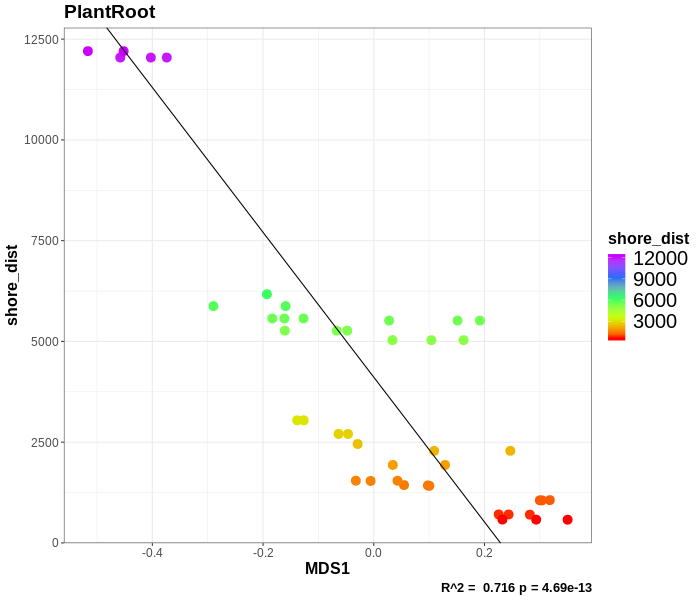 PlantRoot
12500
10000
7500
5000
2500
0
shore_dist
-0.4 -0.2 0.0 0.2
MDS1
R^2 = 0.716 p = 4.69e-13
shore_dist
12000
9000
6000
3000